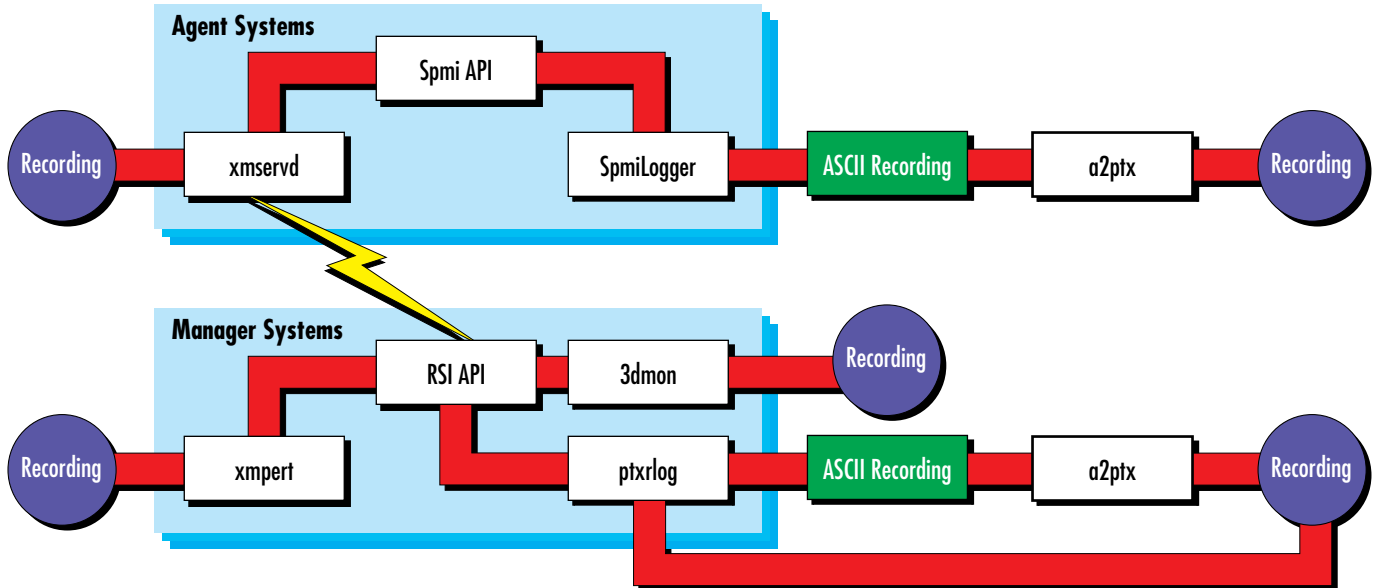 Agent Systems
Spmi API
Recording
xmservd
SpmiLogger
ASCII Recording
a2ptx
Recording
Manager Systems
RSI API
3dmon
Recording
Recording
xmpert
ptxrlog
ASCII Recording
a2ptx
Recording